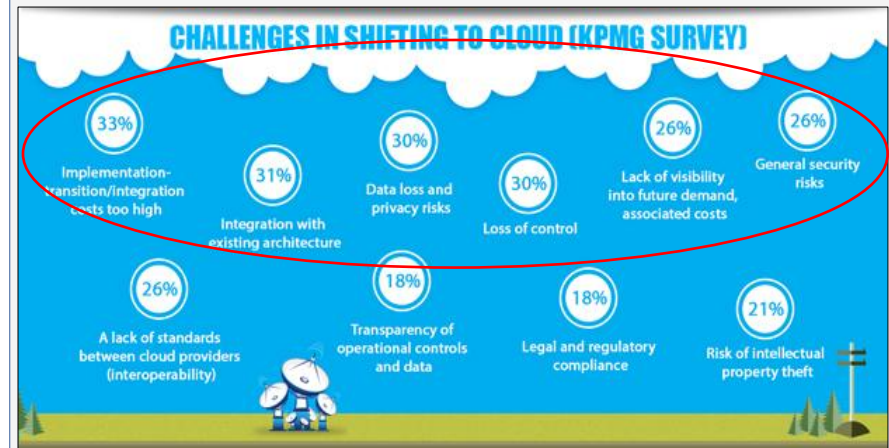 CHALLENGES IN SHIFTING TO CLOUD (KPMG SURVEY)
33%
Implementation-
transition/integration
costs too high
31%
Integration with
existing architecture
30%
Data loss and
privacy risks
30%
Loss of control
26%
Lack of visibility
into future demand,
associated costs
26%
General security
risks
26%
A lack of standards
between cloud providers
(interoperability)
18%
Transparency of
operational controls
and data
18%
Legal and regulatory
compliance
21%
Risk of intellectual
property theft